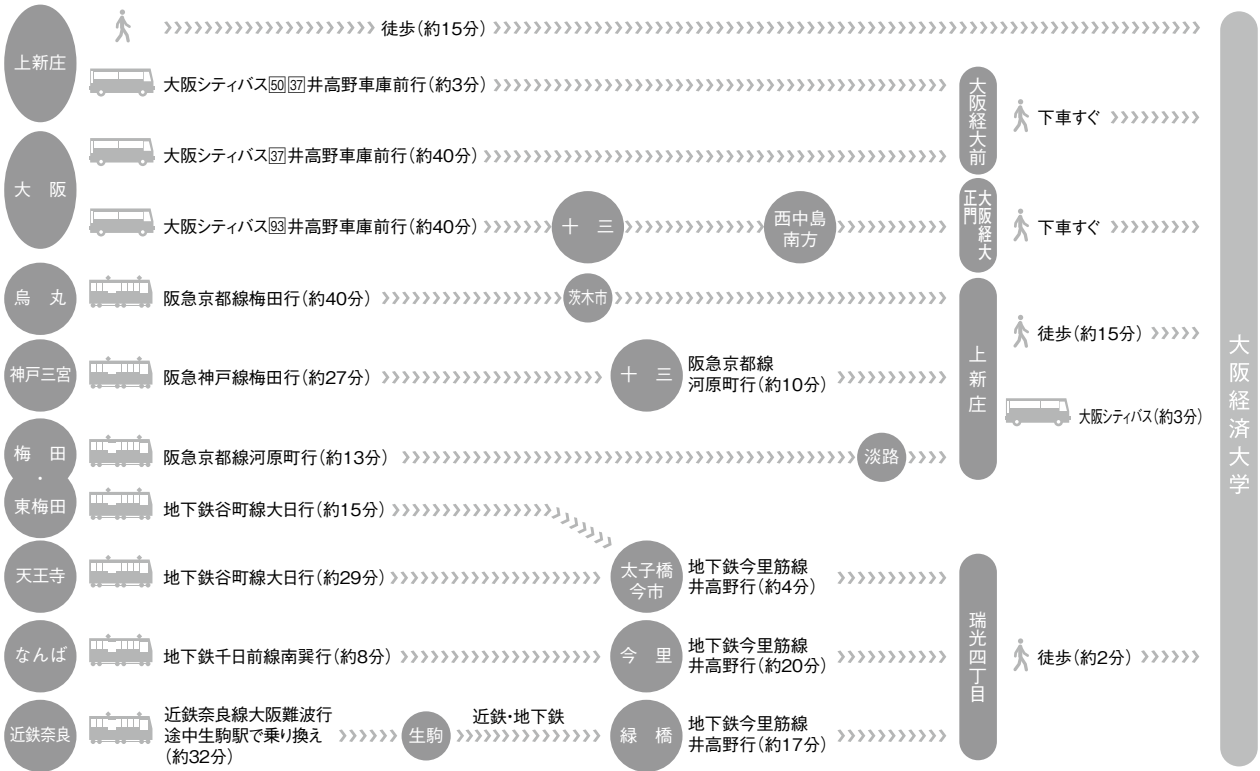 上新庄
徒歩(約15分)
大阪シティバス50 37井高野車庫前行(約3分)
大阪経大前
下車すぐ
大 阪
大阪シティバス37井高野車庫前行(約40分)
大阪シティバス93井高野車庫前行(約40分)
十 三
西中島
南方
大阪経大
正門
下車すぐ
烏 丸
阪急京都線梅田行(約40分)
茨木市
神戸三宮
阪急神戸線梅田行(約27分)
十 三
阪急京都線
河原町行(約10分)
梅 田
・
東梅田
阪急京都線河原町行(約13分)
淡路
上新庄
徒歩(約15分)
大阪シティバス(約3分)
地下鉄谷町線大日行(約15分)
天王寺
地下鉄谷町線大日行(約29分)
太子橋
今市
地下鉄今里筋線
井高野行(約4分)
なんば
地下鉄千日前線南巽行(約8分)
今 里
地下鉄今里筋線
井高野行(約20分)
近鉄奈良
近鉄奈良線大阪難波行
途中生駒駅で乗り換え
(約32分)
生駒
近鉄・地下鉄
緑 橋
地下鉄今里筋線
井高野行(約17分)
瑞光四丁目
徒歩(約2分)
大阪経済大学